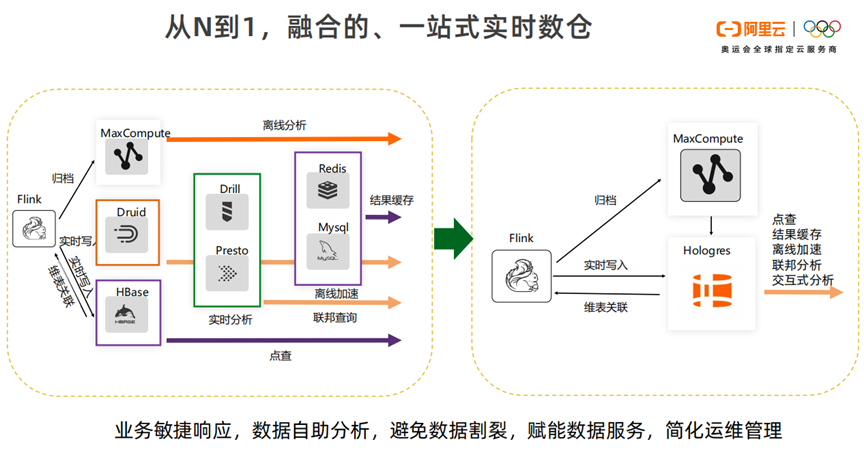 从N到1，融合的、一站式实时数仓
阿里云
奥运会全球指定云服务商
MaxCompute
离线分析
归档
Flink
Druid
实时写入
实时写入
维表关联
HBase
HBASE
Drill
Presto
实时分析
Redis
Mysql
MySQL
结果缓存
离线加速
联邦查询
点查
MaxCompute
归档
Flink
实时写入
维表关联
Hologres
点查
结果缓存
离线加速
联邦分析
交互式分析
业务敏捷响应，数据自助分析，避免数据割裂，赋能数据服务，简化运维管理